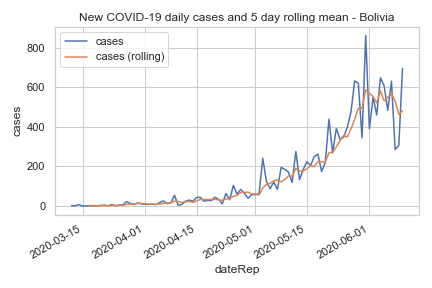 New COVID-19 daily cases and 5 day rolling mean - Bolivia
cases
cases (rolling)
800
600
400
200
0
cases
2020-03-15
2020-04-01
2020-04-15
2020-05-01
2020-05-15
2020-06-01
dateRep